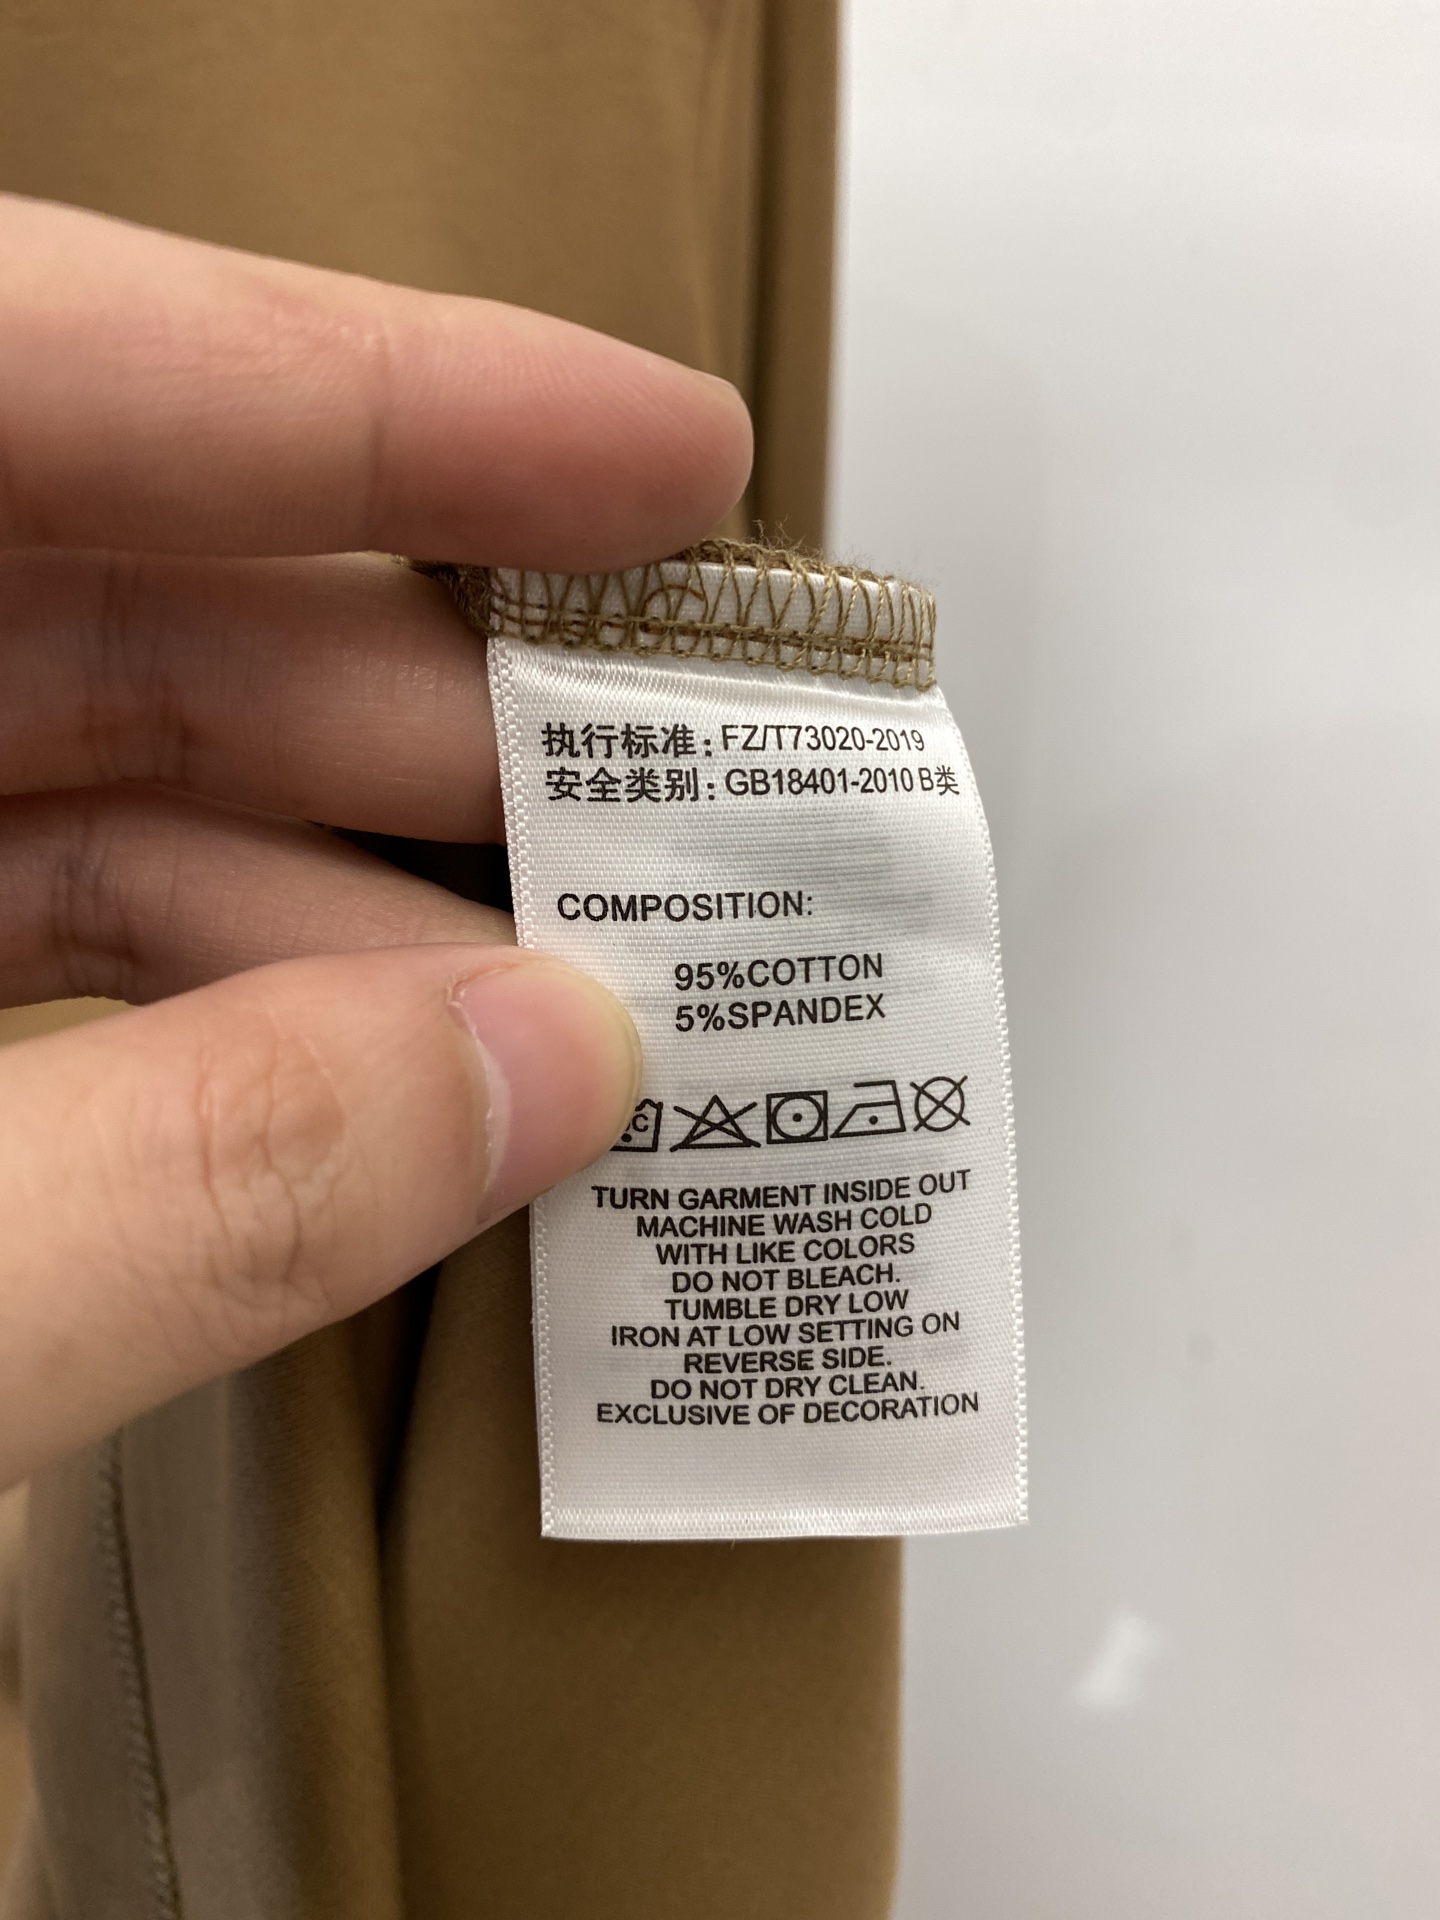 执行标准：FZ/T73020-2019
安全类别：GB18401-2010 B类
COMPOSITION:
95%COTTON
5%SPANDEX
TURN GARMENT INSIDE OUT
MACHINE WASH COLD
WITH LIKE COLORS
DO NOT BLEACH.
TUMBLE DRY LOW
IRON AT LOW SETTING ON
REVERSE SIDE.
DO NOT DRY CLEAN.
EXCLUSIVE OF DECORATION